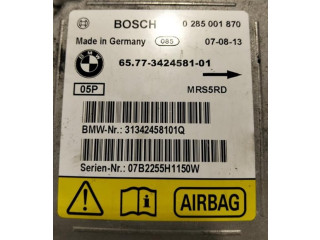 BOSCH 0 285 001 870
Made in Germany 085 07-08-13
BMW 65.77-3424581-01
05P MRS5RD
BMW-Nr.: 31342458101Q
Serien-Nr.: 07B2255H1150W
AIRBAG